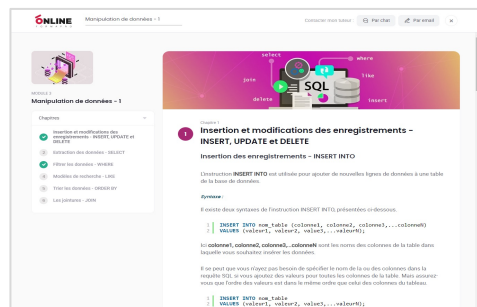 ONLINE
FORMAPRO
Manipulation de données - 1
Contacter mon tuteur :
Par chat
Par email
×
MODULE 2
Manipulation de données - 1
Chapitres
Insertion et modifications des
enregistrements - INSERT, UPDATE et
DELETE
2 Extraction des données - SELECT
Filtrer les données - WHERE
4 Modèles de recherche - LIKE
5 Trier les données - ORDER BY
6 Les jointures - JOIN
select
where
join
like
SQL
delete
insert
Chapitre 1
1
Insertion et modifications des enregistrements -
INSERT, UPDATE et DELETE
Insertion des enregistrements - INSERT INTO
L'instruction INSERT INTO est utilisée pour ajouter de nouvelles lignes de données à une table
de la base de données.
Syntaxe :
Il existe deux syntaxes de l'instruction INSERT INTO, présentées ci-dessous.
1 INSERT INTO nom_table (colonne1, colonne2, colonne3,...colonneN)
2 VALUES (valeur1, valeur2, value3,...valeurN);
Ici colonne1, colonne2, colonne3,...colonneN sont les noms des colonnes de la table dans
laquelle vous souhaitez insérer les données.
Il se peut que vous n'ayez pas besoin de spécifier le nom de la ou des colonnes dans la
requête SQL si vous ajoutez des valeurs pour toutes les colonnes de la table. Mais assurez-
vous que l'ordre des valeurs est dans le même ordre que celui des colonnes du tableau.
1 INSERT INTO nom_table
2 VALUES (valeur1, valeur2, value3,...valeurN);